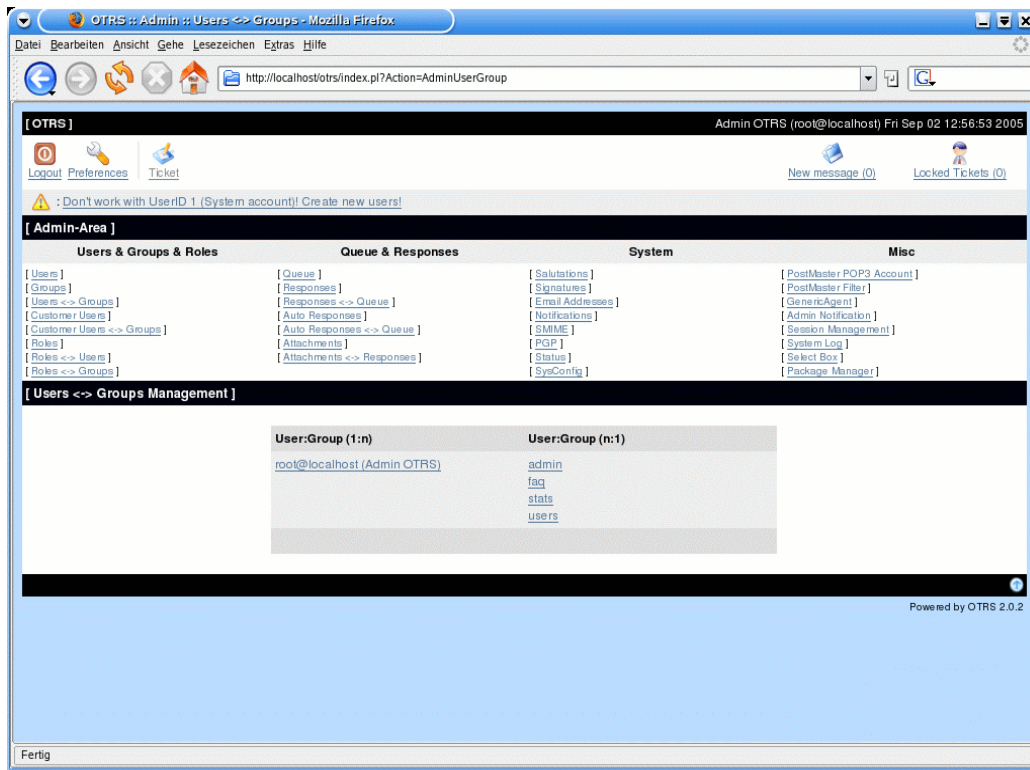 OTRS :: Admin :: Users <-> Groups - Mozilla Firefox
Datei Bearbeiten Ansicht Gehe Lesezeichen Extras Hilfe
http://localhost/otrs/index.pl?Action=AdminUserGroup
[ OTRS ] Admin OTRS (root@localhost) Fri Sep 02 12:56:53 2005
Logout Preferences Ticket New message (0) Locked Tickets (0)
: Don't work with UserID 1 (System account)! Create new users!
[ Admin-Area ]
Users & Groups & Roles Queue & Responses System Misc
[ Users ] [ Queue ] [ Salutations ] [ PostMaster POP3 Account ]
[ Groups ] [ Responses ] [ Signatures ] [ PostMaster Filter ]
[ Users <-> Groups ] [ Responses <-> Queue ] [ Email Addresses ] [ GenericAgent ]
[ Customer Users ] [ Auto Responses ] [ Notifications ] [ Admin Notification ]
[ Customer Users <-> Groups ] [ Auto Responses <-> Queue ] [ SMIME ] [ Session Management ]
[ Roles ] [ Attachments ] [ PGP ] [ System Log ]
[ Roles <-> Users ] [ Attachments <-> Responses ] [ Status ] [ Select Box ]
[ Roles <-> Groups ] [ SysConfig ] [ Package Manager ]
[ Users <-> Groups Management ]
User:Group (1:n) User:Group (n:1)
root@localhost (Admin OTRS) admin
faq
stats
users
Powered by OTRS 2.0.2
Fertig